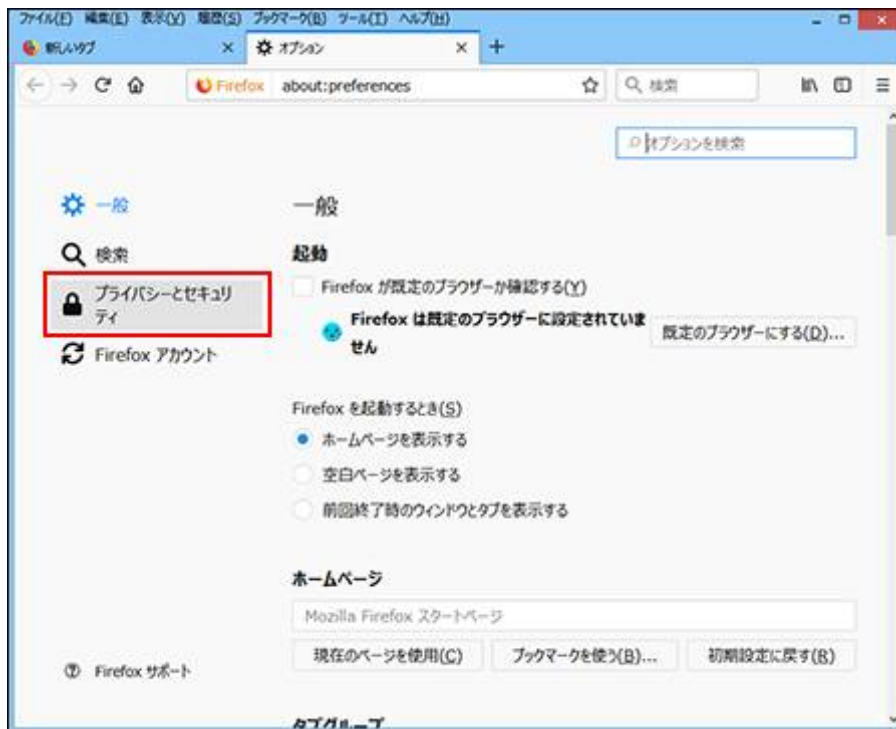 ファイル(F) 編集(E) 表示(V) 履歴(S) ブックマーク(B) ツール(T) ヘルプ(H)
新しいタブ
オプション
Firefox about:preferences
検索
オプションを検索
一般
検索
プライバシーとセキュリ
ティ
Firefox アカウント
一般
起動
Firefox が既定のブラウザーか確認する(Y)
Firefox は既定のブラウザーに設定されていま
せん
既定のブラウザーにする(D)...
Firefox を起動するとき(S)
ホームページを表示する
空白ページを表示する
前回終了時のウィンドウとタブを表示する
ホームページ
Mozilla Firefox スタートページ
現在のページを使用(C) ブックマークを使う(B)... 初期設定に戻す(R)
Firefox サポート
タブグループ